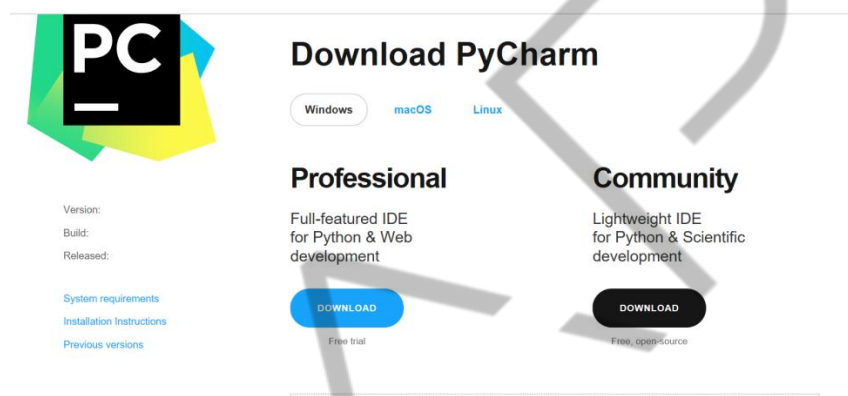 PC
Download PyCharm
Windows macOS Linux
Professional
Full-featured IDE
for Python & Web
development
DOWNLOAD
Free trial
Community
Lightweight IDE
for Python & Scientific
development
DOWNLOAD
Free, open-source
Version:
Build:
Released:
System requirements
Installation Instructions
Previous versions